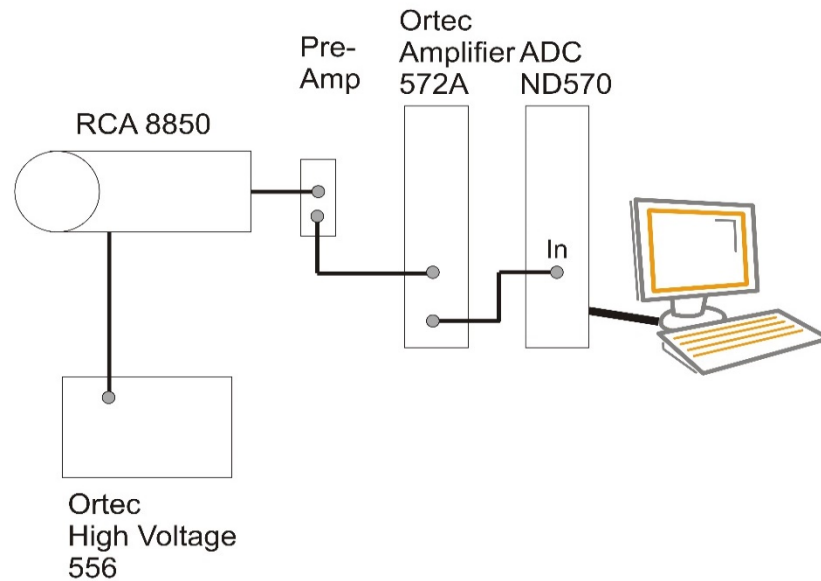 Pre-
Amp
Ortec
Amplifier
572A
ADC
ND570
RCA 8850
In
Ortec
High Voltage
556